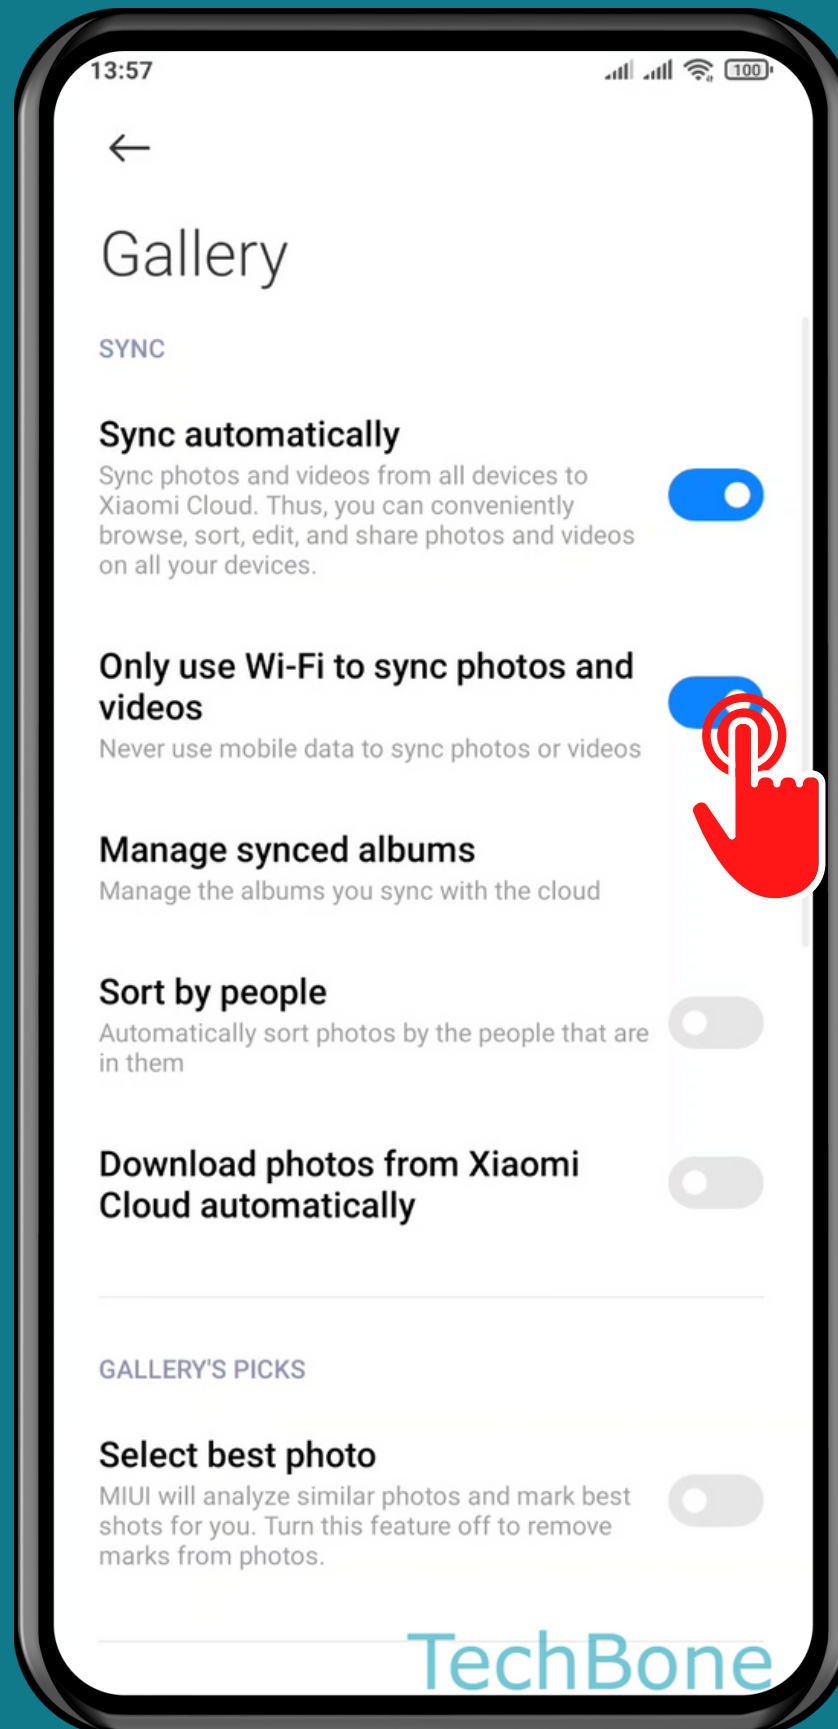 13:57
100
Gallery
SYNC
Sync automatically
Sync photos and videos from all devices to
Xiaomi Cloud. Thus, you can conveniently
browse, sort, edit, and share photos and videos
on all your devices.
Only use Wi-Fi to sync photos and
videos
Never use mobile data to sync photos or videos
Manage synced albums
Manage the albums you sync with the cloud
Sort by people
Automatically sort photos by the people that are
in them
Download photos from Xiaomi
Cloud automatically
GALLERY'S PICKS
Select best photo
MIUI will analyze similar photos and mark best
shots for you. Turn this feature off to remove
marks from photos.
TechBone